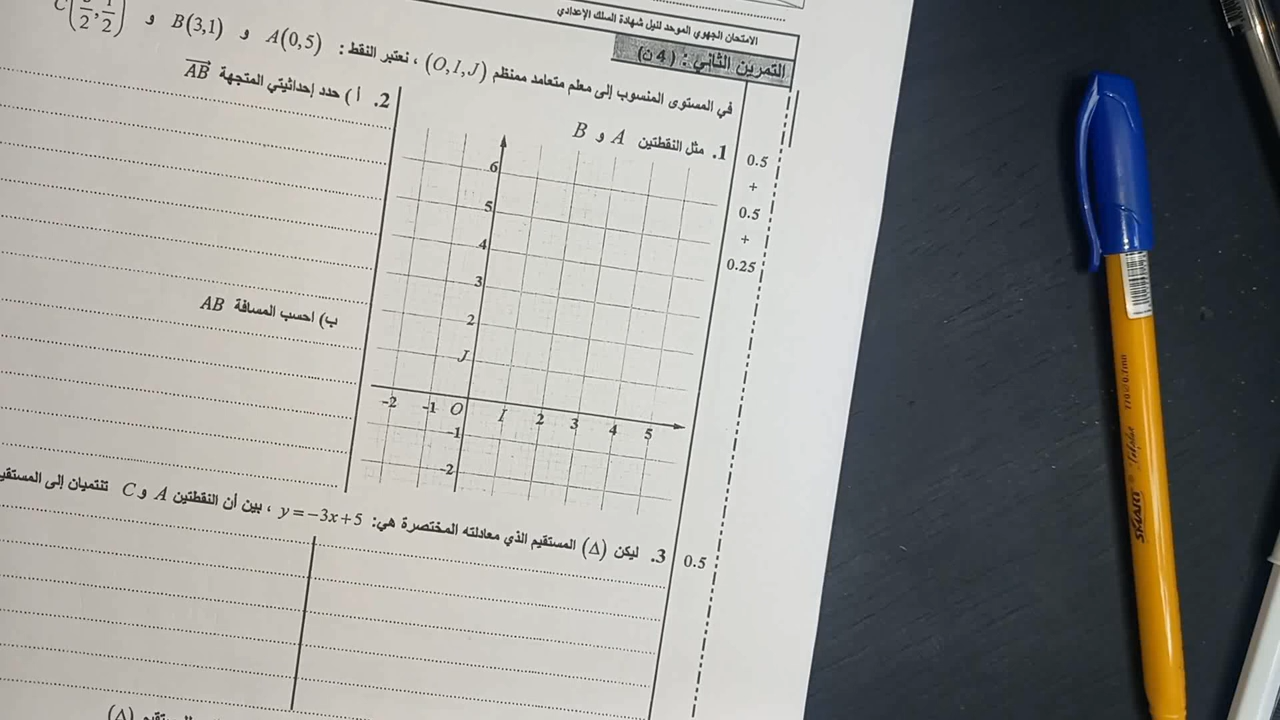 الامتحان الجهوي الموحد لنيل شهادة السلك الإعدادي
التمرين الثاني : ( 4 ن)
في المستوى المنسوب إلى معلم متعامد ممنظم (O,I,J) ، نعتبر النقط : A(0,5) و B(3,1) و
1. مثل النقطتين A و B
0.5
+
0.5
+
0.25
6
5
4
3
2
J
-2 -1 O I 2 3 4 5
-1
-2
2. أ ) حدد إحداثيتي المتجهة AB
ب) احسب المسافة AB
3. ليكن (Δ) المستقيم الذي معادلته المختصرة هي: y=-3x+5 ، بين أن النقطتين A و C تنتميان إلى
0.5
(Δ)
SMART Triplus